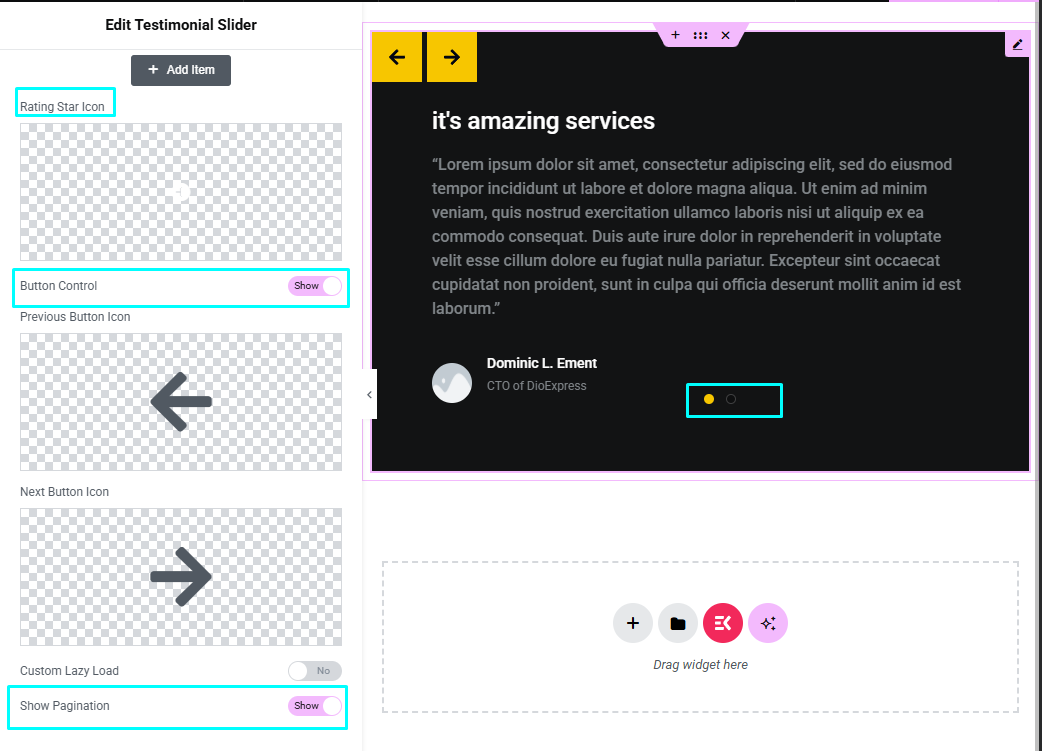 Edit Testimonial Slider
Add Item
Rating Star Icon
Button Control
Show
Previous Button Icon
Next Button Icon
Custom Lazy Load
No
Show Pagination
Show
it's amazing services
“Lorem ipsum dolor sit amet, consectetur adipiscing elit, sed do eiusmod
tempor incididunt ut labore et dolore magna aliqua. Ut enim ad minim
veniam, quis nostrud exercitation ullamco laboris nisi ut aliquip ex ea
commodo consequat. Duis aute irure dolor in reprehenderit in voluptate
velit esse cillum dolore eu fugiat nulla pariatur. Excepteur sint occaecat
cupidatat non proident, sunt in culpa qui officia deserunt mollit anim id est
laborum.”
Dominic L. Ement
CTO of DioExpress
Drag widget here